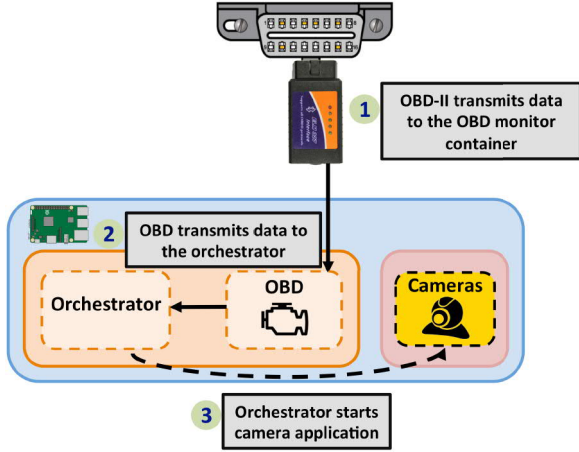 1
OBD-II transmits data
to the OBD monitor
container
2
OBD transmits data to
the orchestrator
Orchestrator
OBD
Cameras
3
Orchestrator starts
camera application